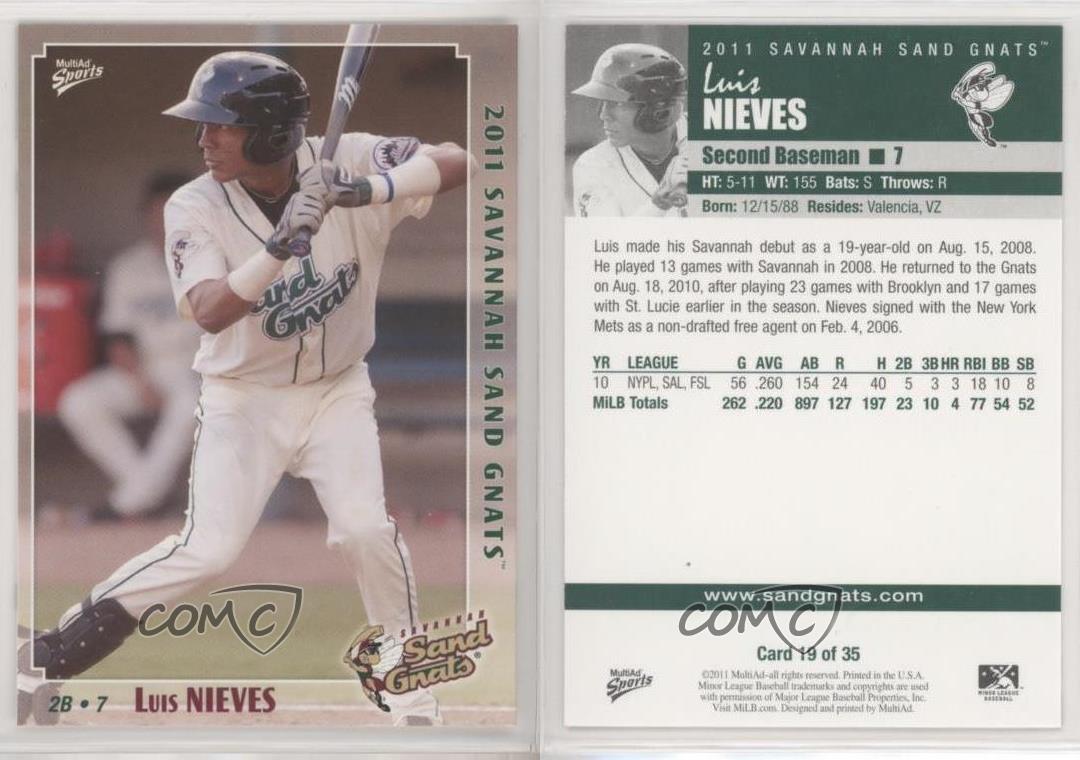 MultiAd
Sports
2011 SAVANNAH SAND GNATS™
and
Gnats
COMC
SAVANNAH
Sand
Gnats®
2B • 7 Luis NIEVES
2011 SAVANNAH SAND GNATS™
Luis
NIEVES
Second Baseman ■ 7
HT: 5-11 WT: 155 Bats: S Throws: R
Born: 12/15/88 Resides: Valencia, VZ
Luis made his Savannah debut as a 19-year-old on Aug. 15, 2008.
He played 13 games with Savannah in 2008. He returned to the Gnats
on Aug. 18, 2010, after playing 23 games with Brooklyn and 17 games
with St. Lucie earlier in the season. Nieves signed with the New York
Mets as a non-drafted free agent on Feb. 4, 2006.
YR LEAGUE G AVG AB R H 2B 3B HR RBI BB SB
10 NYPL, SAL, FSL 56 .260 154 24 40 5 3 3 18 10 8
MiLB Totals 262 .220 897 127 197 23 10 4 77 54 52
www.sandgnats.com
COMC
Card 19 of 35
MultiAd
Sports
©2011 MultiAd-all rights reserved. Printed in the U.S.A.
Minor League Baseball trademarks and copyrights are used
with permission of Major League Baseball Properties, Inc.
Visit MiLB.com. Designed and printed by MultiAd.
MINOR LEAGUE
BASEBALL